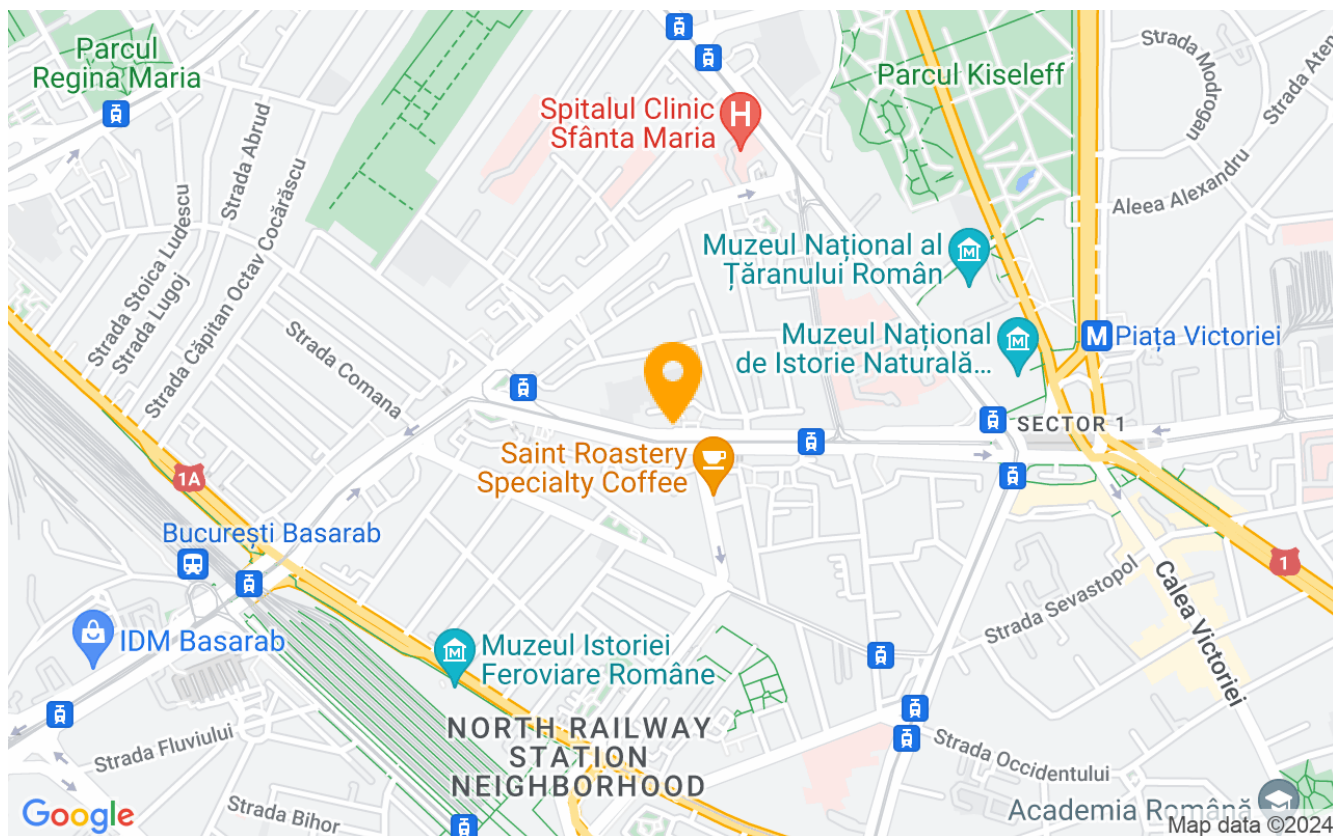 Parcul
Regina Maria
Parcul Kiseleff
Strada Modrogan
Strada Aten
Spitalul Clinic
Sfânta Maria
H
Strada Abrud
Strada Stoica Ludescu
Strada Lugoj
Strada Căpitan Octav Cocărăscu
Aleea Alexandru
Muzeul Național al
Țăranului Român
M
Strada Comana
Muzeul Național
de Istorie Naturală...
M
M
Piața Victoriei
SECTOR 1
Saint Roastery
Specialty Coffee
1A
București Basarab
1
Strada Sevastopol
Calea Victoriei
IDM Basarab
Muzeul Istoriei
Feroviare Române
M
NORTH RAILWAY
STATION
NEIGHBORHOOD
Strada Fluviului
Strada Occidentului
Strada Bihor
Academia Română
Google
Map data ©2024